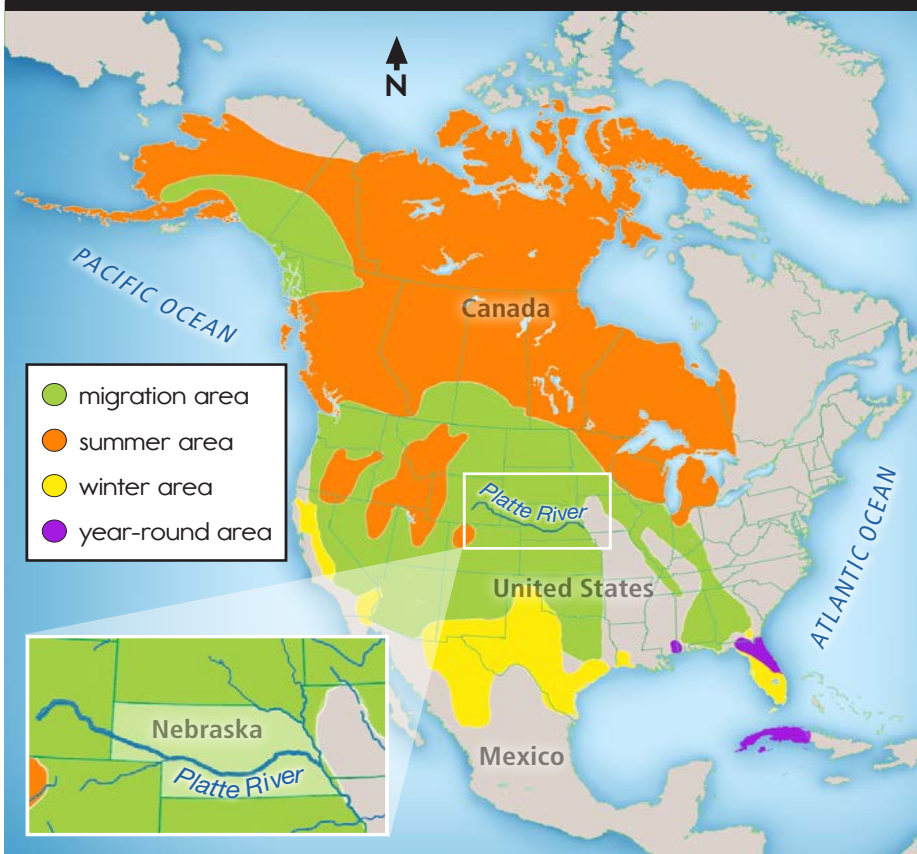 N
PACIFIC OCEAN
Canada
migration area
summer area
winter area
year-round area
Platte River
United States
ATLANTIC OCEAN
Mexico
Nebraska
Platte River